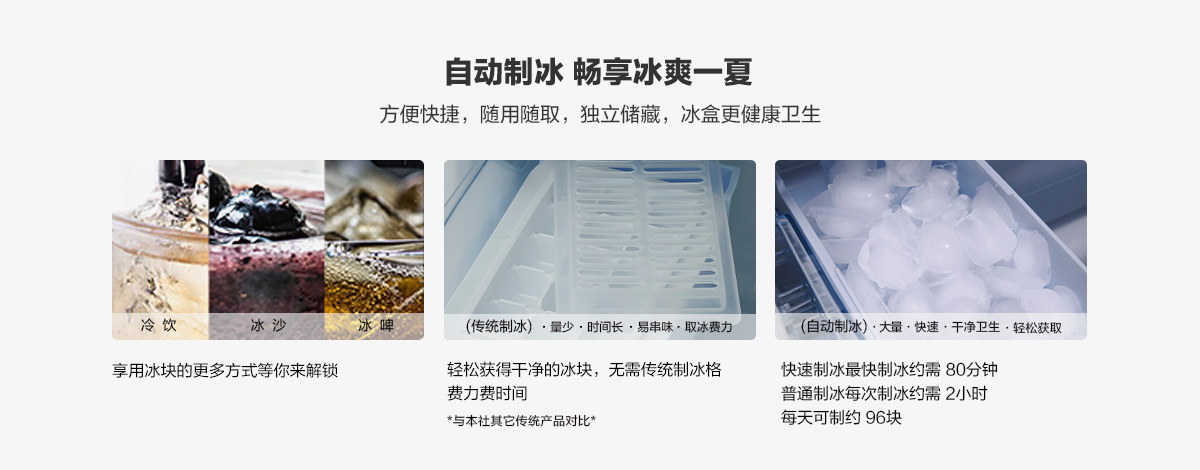 自动制冰 畅享冰爽一夏
方便快捷，随用随取，独立储藏，冰盒更健康卫生
冷 饮
冰 沙
冰 啤
(传统制冰) · 量少 · 时间长 · 易串味 · 取冰费力
(自动制冰) · 大量 · 快速 · 干净卫生 · 轻松获取
享用冰块的更多方式等你来解锁
轻松获得干净的冰块，无需传统制冰格
费力费时间
*与本社其它传统产品对比*
快速制冰最快制冰约需 80分钟
普通制冰每次制冰约需 2小时
每天可制约 96块